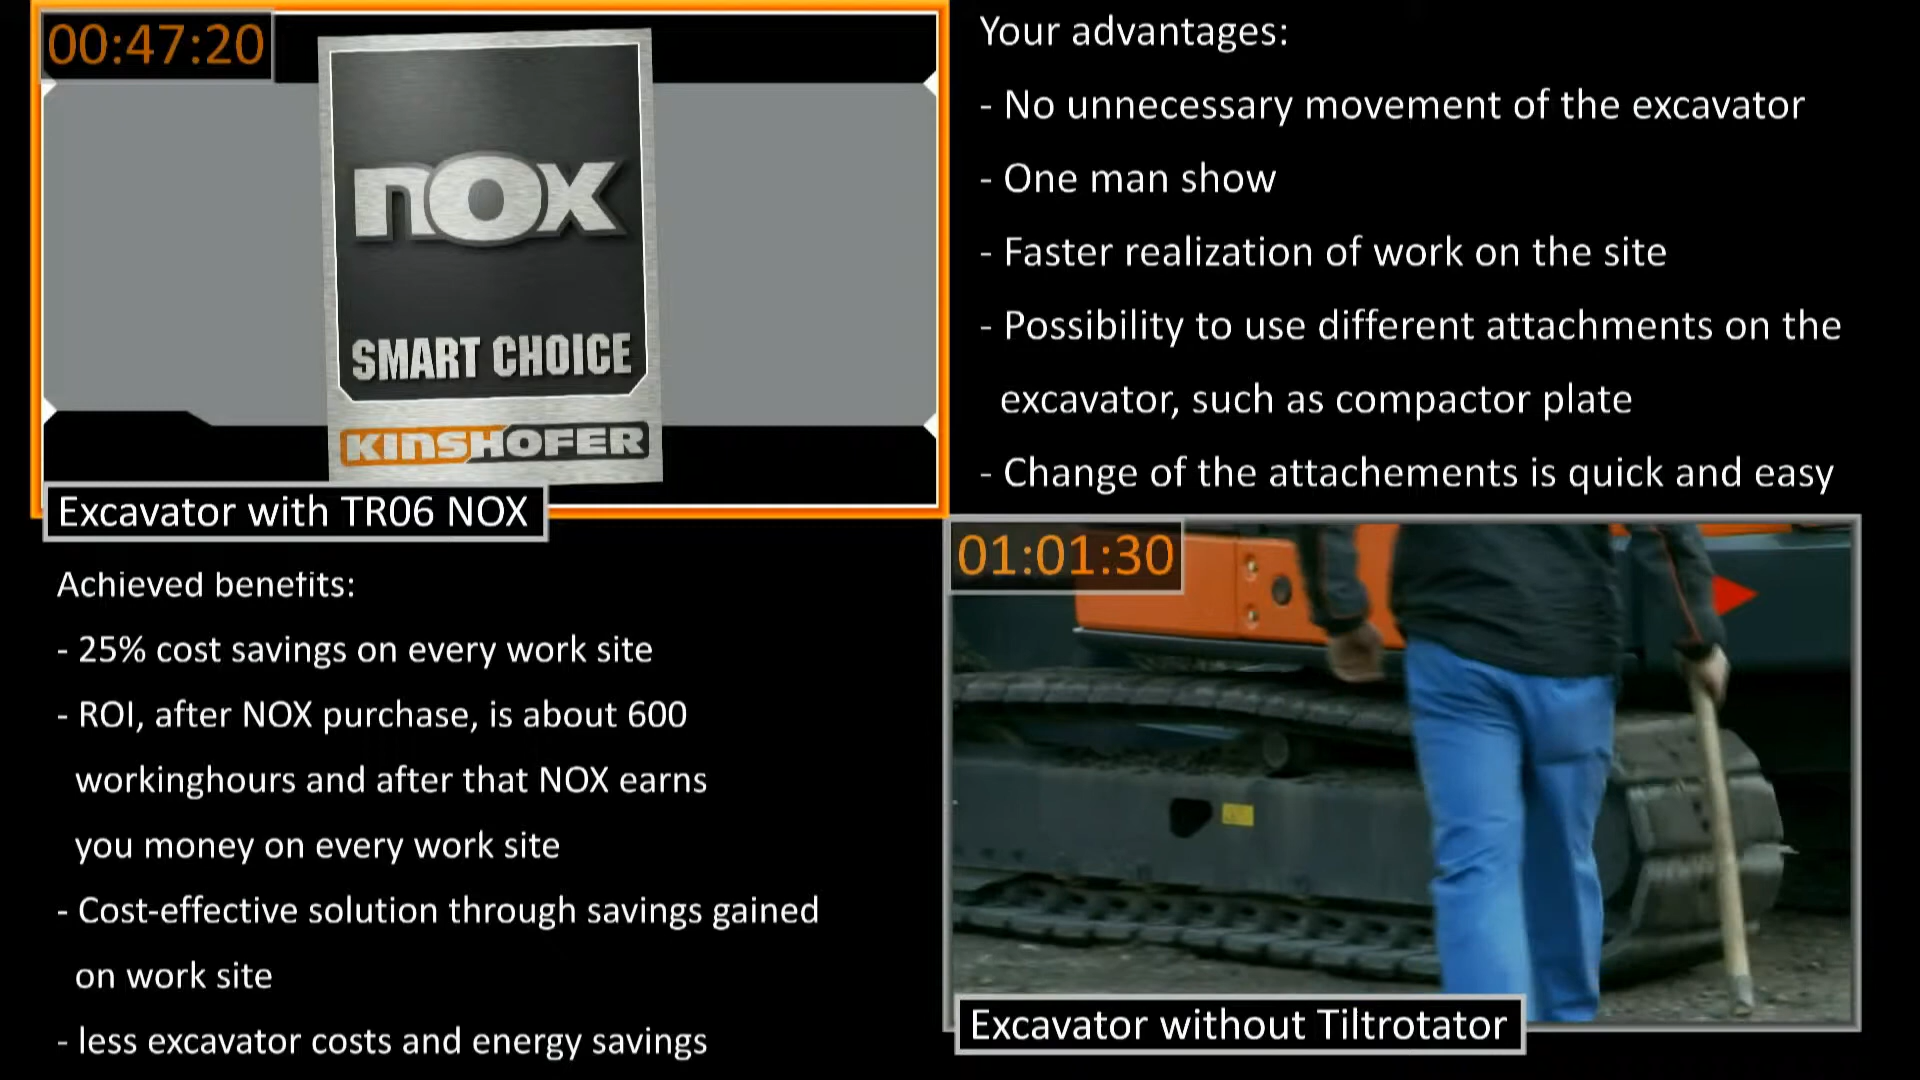 00:47:20
nox
SMART CHOICE
KINSHOFER
Excavator with TR06 NOX
Your advantages:
- No unnecessary movement of the excavator
- One man show
- Faster realization of work on the site
- Possibility to use different attachments on the
excavator, such as compactor plate
- Change of the attachements is quick and easy
Achieved benefits:
- 25% cost savings on every work site
- ROI, after NOX purchase, is about 600
workinghours and after that NOX earns
you money on every work site
- Cost-effective solution through savings gained
on work site
- less excavator costs and energy savings
01:01:30
Excavator without Tiltrotator